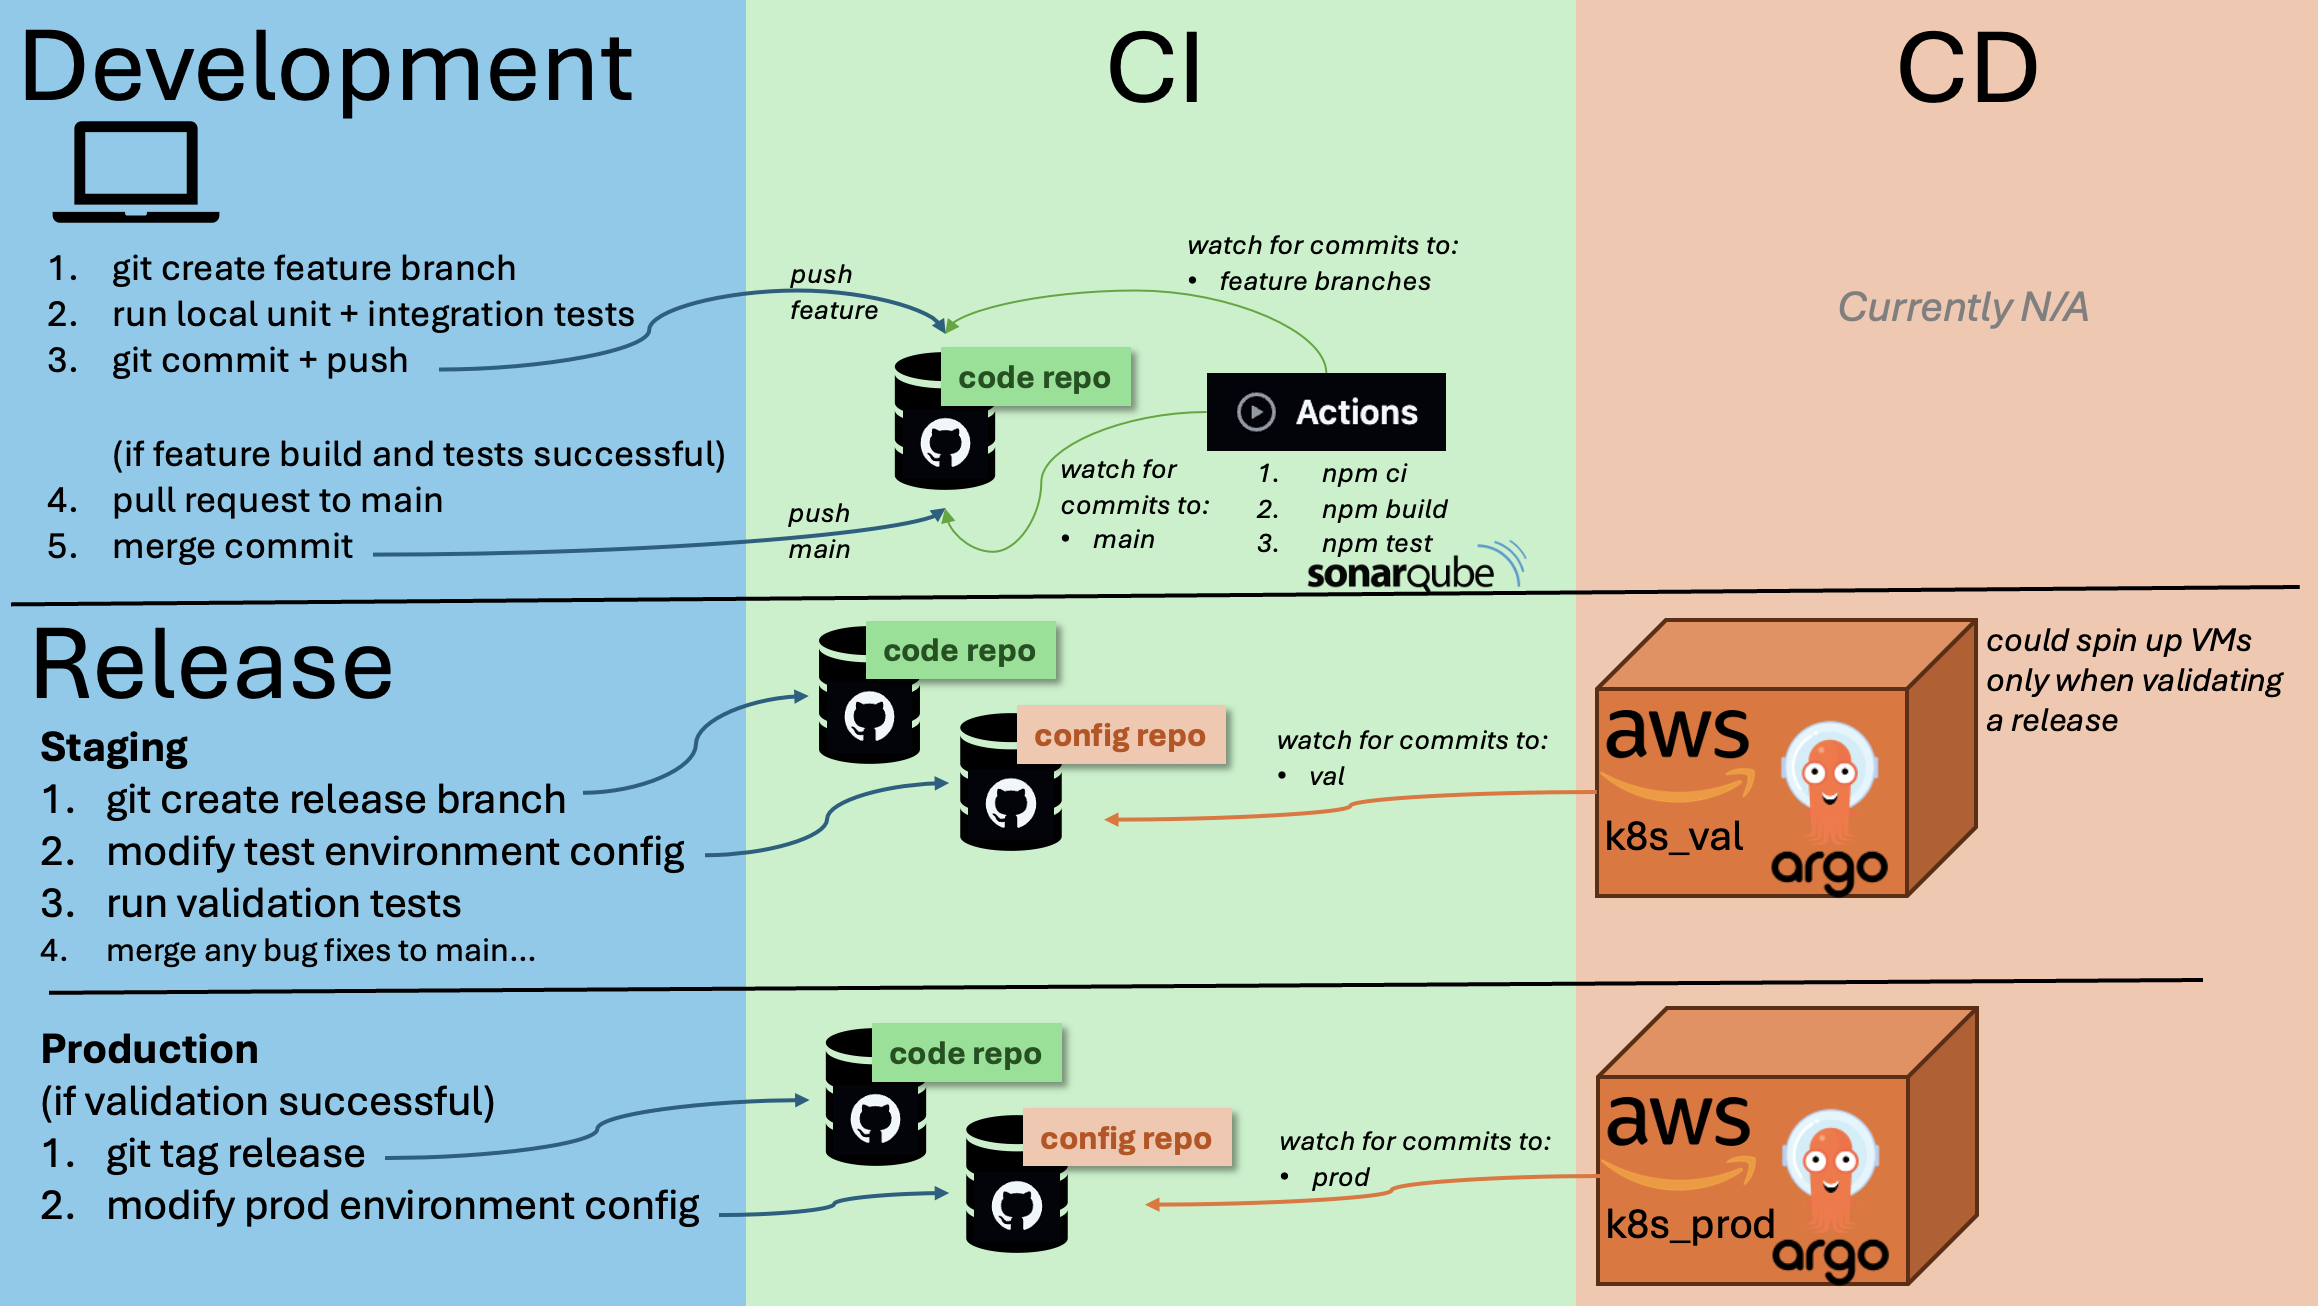 Development
CI
CD
1. git create feature branch
2. run local unit + integration tests
3. git commit + push
(if feature build and tests successful)
4. pull request to main
5. merge commit
push
feature
push
main
watch for commits to:
• feature branches
code repo
Actions
watch for
commits to:
• main
1. npm ci
2. npm build
3. npm test
sonarqube
Currently N/A
Release
Staging
1. git create release branch
2. modify test environment config
3. run validation tests
4. merge any bug fixes to main...
code repo
config repo
watch for commits to:
• val
aws
k8s_val
argo
could spin up VMs
only when validating
a release
Production
(if validation successful)
1. git tag release
2. modify prod environment config
code repo
config repo
watch for commits to:
• prod
aws
k8s_prod
argo